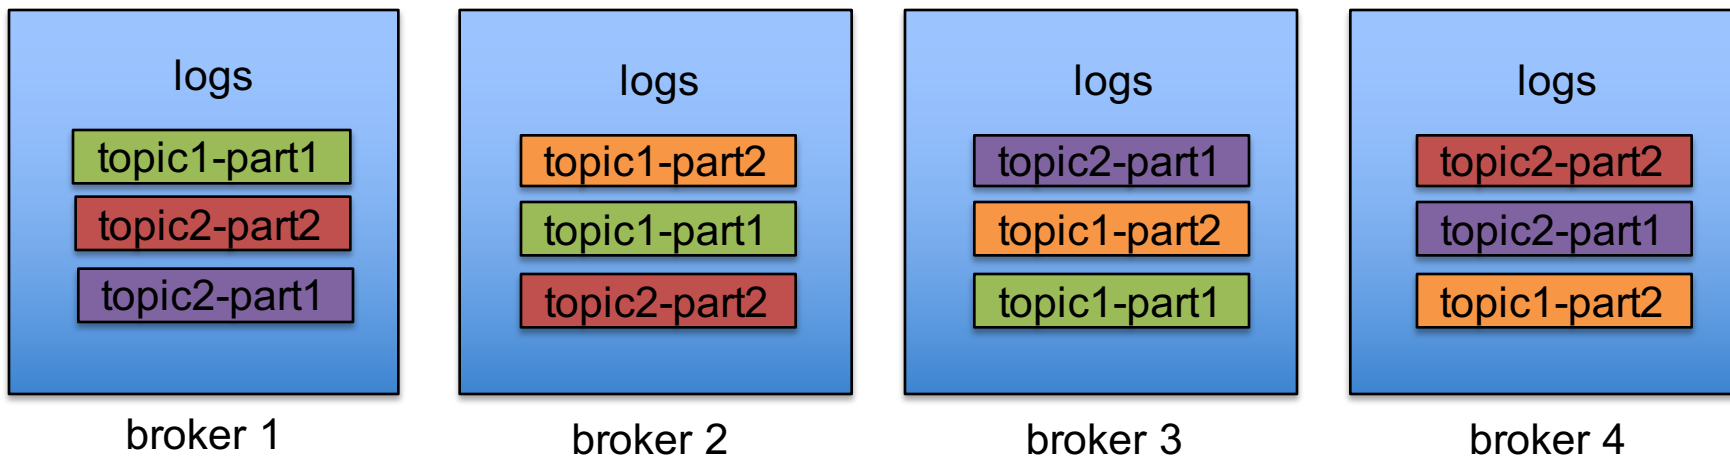 logs
topic1-part1
topic2-part2
topic2-part1
broker 1
logs
topic1-part2
topic1-part1
topic2-part2
broker 2
logs
topic2-part1
topic1-part2
topic1-part1
broker 3
logs
topic2-part2
topic2-part1
topic1-part2
broker 4